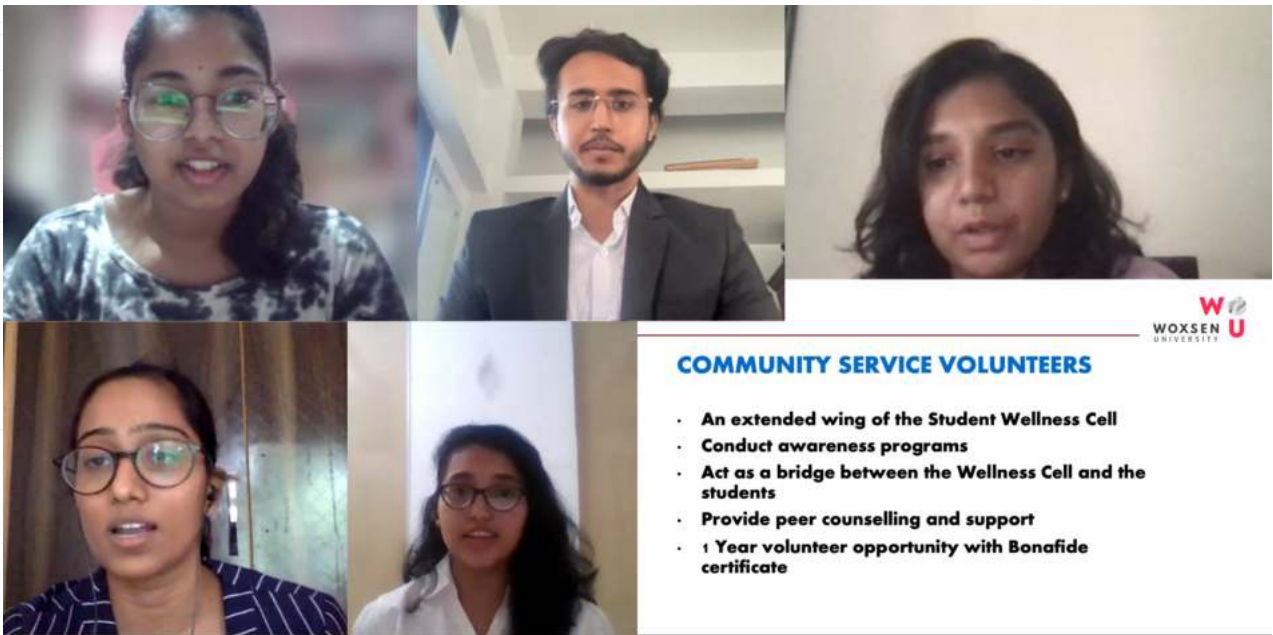 W
WOXSEN U
UNIVERSITY
COMMUNITY SERVICE VOLUNTEERS
· An extended wing of the Student Wellness Cell
· Conduct awareness programs
· Act as a bridge between the Wellness Cell and the
students
· Provide peer counselling and support
· 1 Year volunteer opportunity with Bonafide
certificate